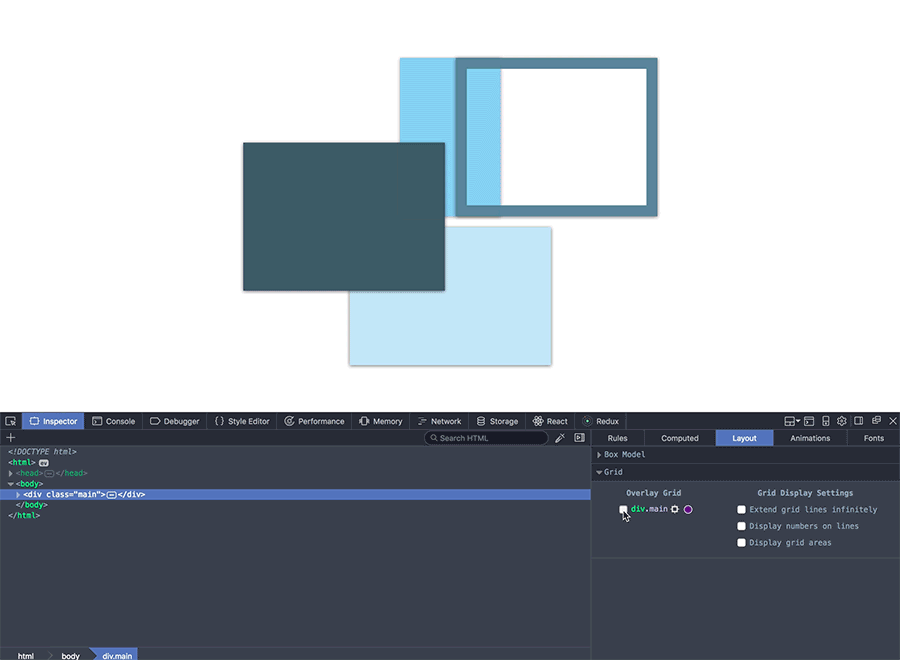 Inspector Console Debugger Style Editor Performance Memory Network Storage React Redux
Search HTML
Rules Computed Layout Animations Fonts
<!DOCTYPE html>
<html> ev
<head> </head>
<body>
<div class="main"> </div>
</body>
</html>
Box Model
Grid
Overlay Grid
div.main
Grid Display Settings
Extend grid lines infinitely
Display numbers on lines
Display grid areas
html body div.main